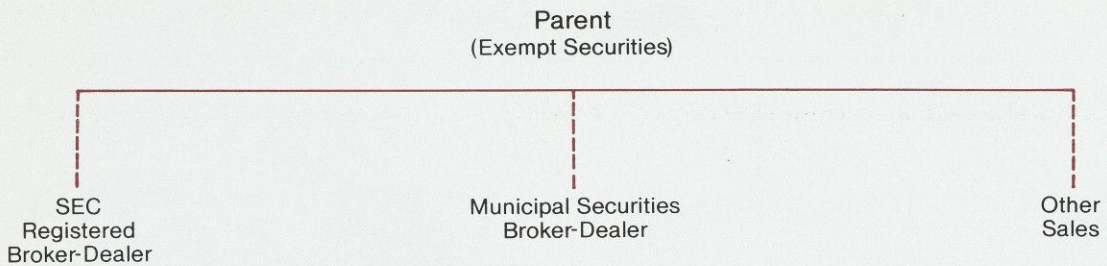 Parent
(Exempt Securities)
SEC
Registered
Broker-Dealer
Municipal Securities
Broker-Dealer
Other
Sales